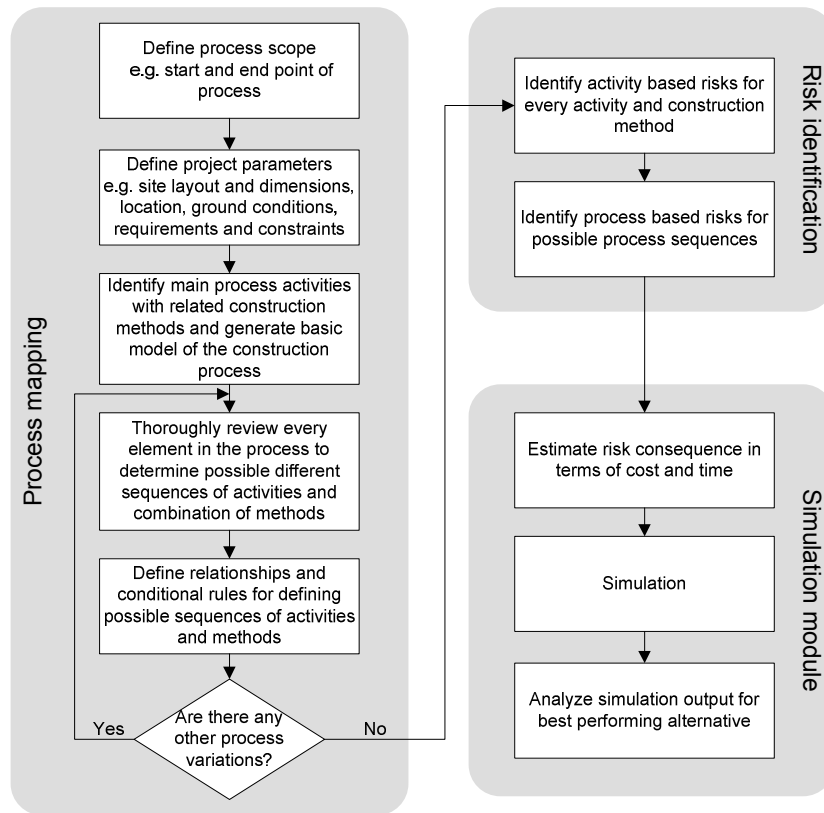 Process mapping
Define process scope
e.g. start and end point of
process
Define project parameters
e.g. site layout and dimensions,
location, ground conditions,
requirements and constraints
Identify main process activities
with related construction
methods and generate basic
model of the construction
process
Thoroughly review every
element in the process to
determine possible different
sequences of activities and
combination of methods
Define relationships and
conditional rules for defining
possible sequences of activities
and methods
Are there any
other process
variations?
Yes
No
Risk identification
Identify activity based risks for
every activity and construction
method
Identify process based risks for
possible process sequences
Simulation module
Estimate risk consequence in
terms of cost and time
Simulation
Analyze simulation output for
best performing alternative